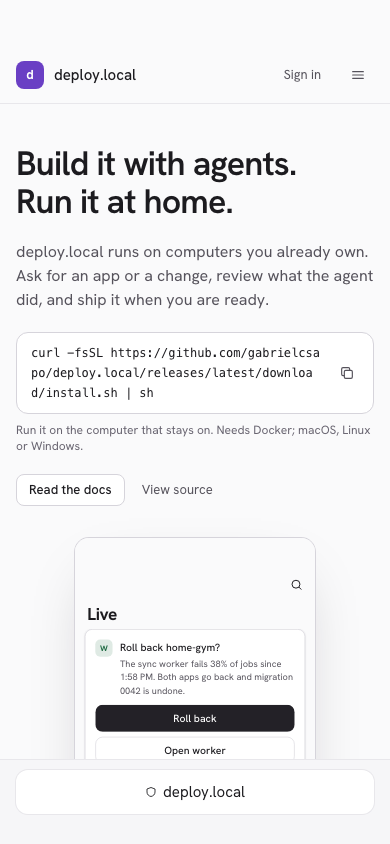 d deploy.local Sign in
Build it with agents.
Run it at home.
deploy.local runs on computers you already own.
Ask for an app or a change, review what the agent
did, and ship it when you are ready.
curl -fsSL https://github.com/gabrielcsa
po/deploy.local/releases/latest/downloa
d/install.sh | sh
Run it on the computer that stays on. Needs Docker; macOS, Linux
or Windows.
Read the docs View source
Live
W Roll back home-gym?
The sync worker fails 38% of jobs since
1:58 PM. Both apps go back and migration
0042 is undone.
Roll back
Open worker
deploy.local